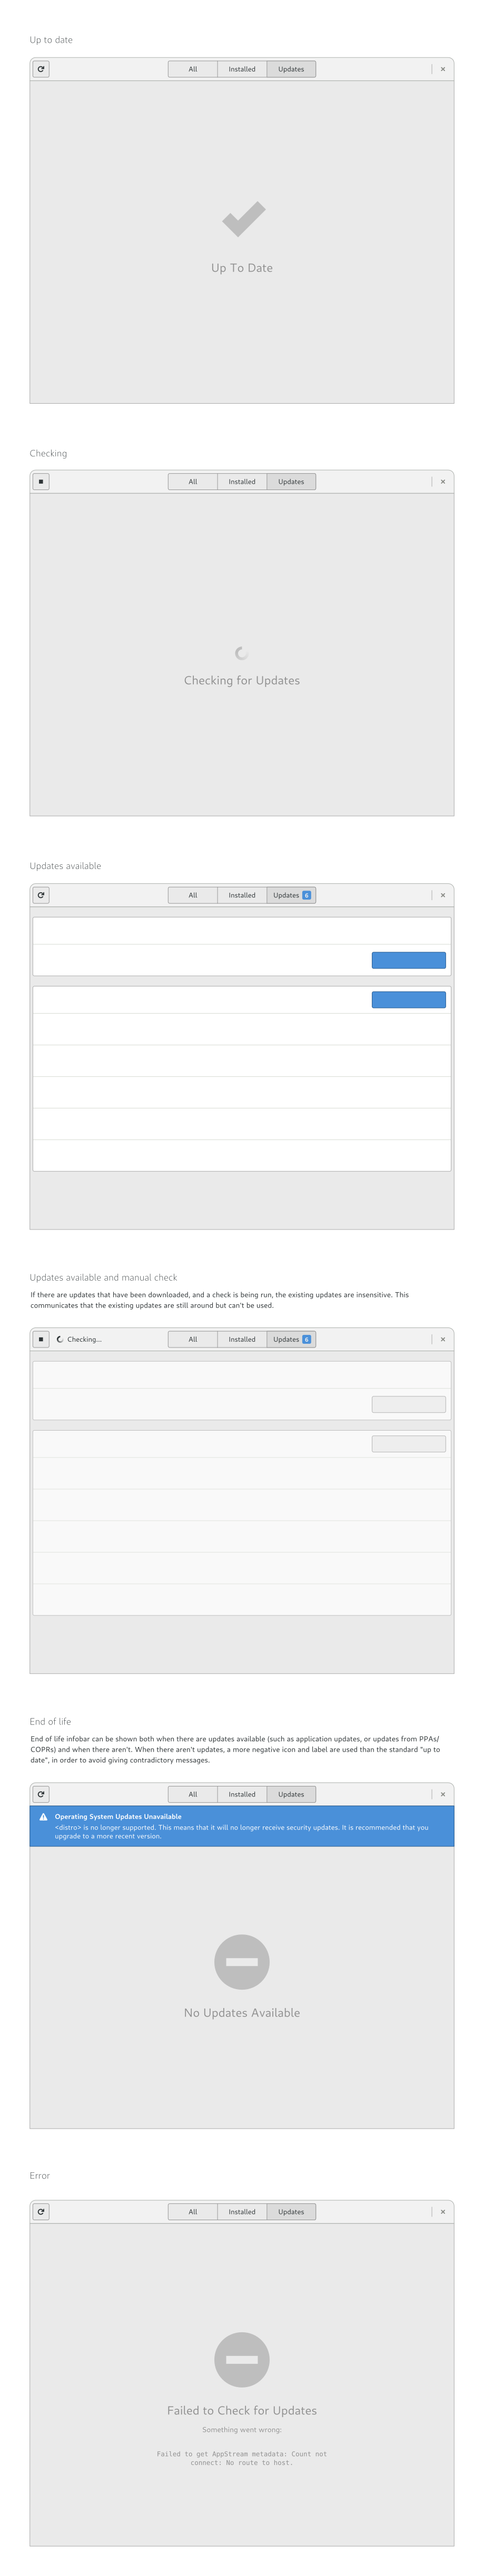 Up to date
All Installed Updates
Up To Date
Checking
All Installed Updates
Checking for Updates
Updates available
All Installed Updates 6
Updates available and manual check
If there are updates that have been downloaded, and a check is being run, the existing updates are insensitive. This
communicates that the existing updates are still around but can't be used.
Checking... All Installed Updates 6
End of life
End of life infobar can be shown both when there are updates available (such as application updates, or updates from PPAs/
COPRs) and when there aren't. When there aren't updates, a more negative icon and label are used than the standard "up to
date", in order to avoid giving contradictory messages.
All Installed Updates
Operating System Updates Unavailable
<distro> is no longer supported. This means that it will no longer receive security updates. It is recommended that you
upgrade to a more recent version.
No Updates Available
Error
All Installed Updates
Failed to Check for Updates
Something went wrong:
Failed to get AppStream metadata: Count not
connect: No route to host.